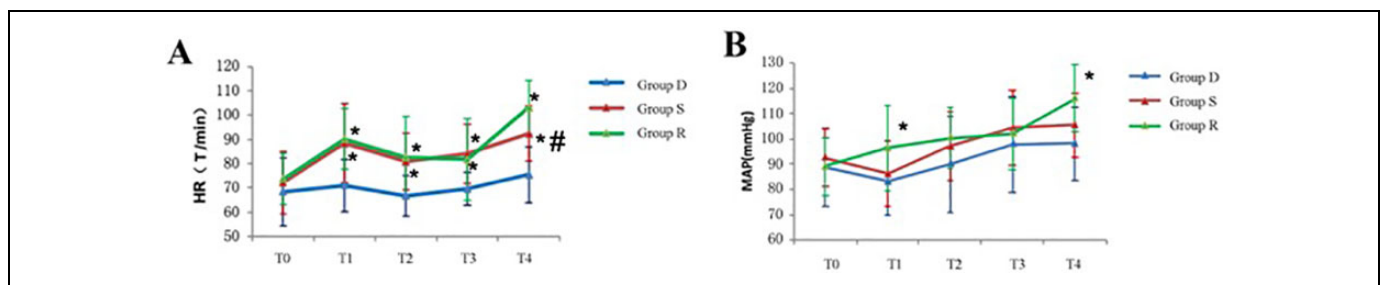 A
HR（T/min）
120
110
100
90
80
70
60
50
T0
T1
T2
T3
T4
*
*
*
*
*
*
*
*#
Group D
Group S
Group R
B
MAP(mmHg)
130
120
110
100
90
80
70
60
T0
T1
T2
T3
T4
*
*
Group D
Group S
Group R